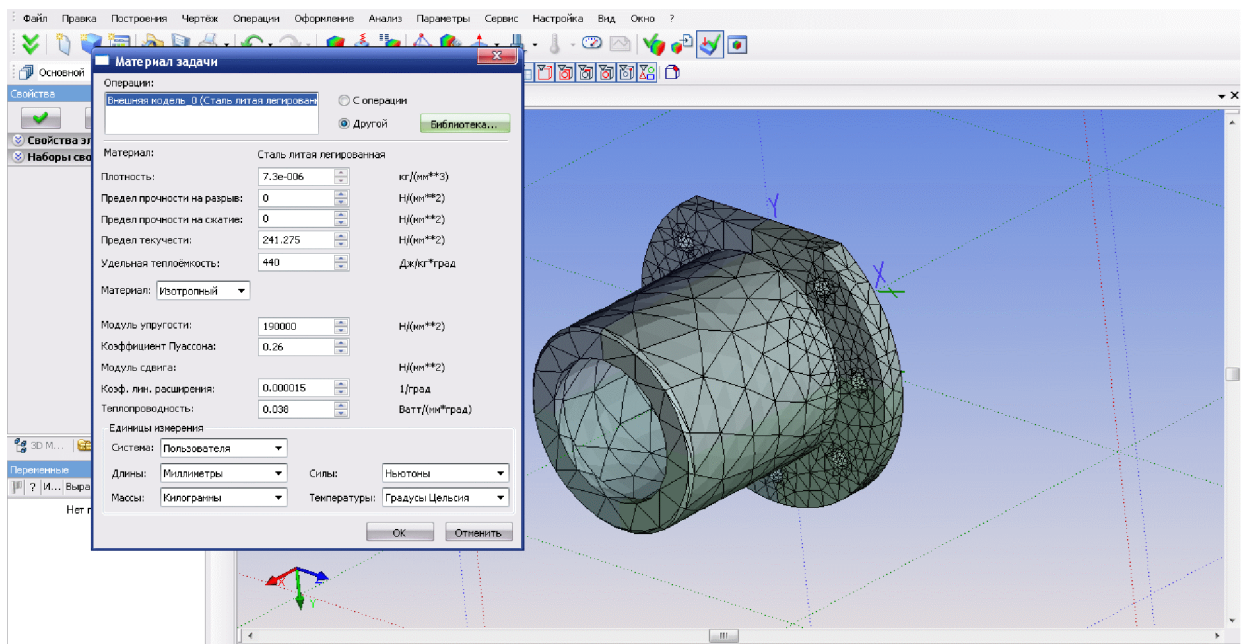 Файл Правка Построения Чертёж Операции Оформление Анализ Параметры Сервис Настройка Вид Окно ?
Основной
Свойства
Свойства эл
Наборы сво
3D М...
Переменные
? И... Выра
Нет п
Материал задачи
Операции:
Внешняя модель_0 (Сталь литая легирован
С операции
Другой
Библиотека...
Материал: Сталь литая легированная
Плотность: 7.3e-006 кг/(мм**3)
Предел прочности на разрыв: 0 Н/(мм**2)
Предел прочности на сжатие: 0 Н/(мм**2)
Предел текучести: 241.275 Н/(мм**2)
Удельная теплоёмкость: 440 Дж/кг*град
Материал: Изотропный
Модуль упругости: 190000 Н/(мм**2)
Коэффициент Пуассона: 0.26
Модуль сдвига: Н/(мм**2)
Коэф. лин. расширения: 0.000015 1/град
Теплопроводность: 0.038 Ватт/(мм*град)
Единицы измерения
Система: Пользователя
Длины: Миллиметры Силы: Ньютоны
Массы: Килограммы Температуры: Градусы Цельсия
ОК Отменить
Y
X
X
Y